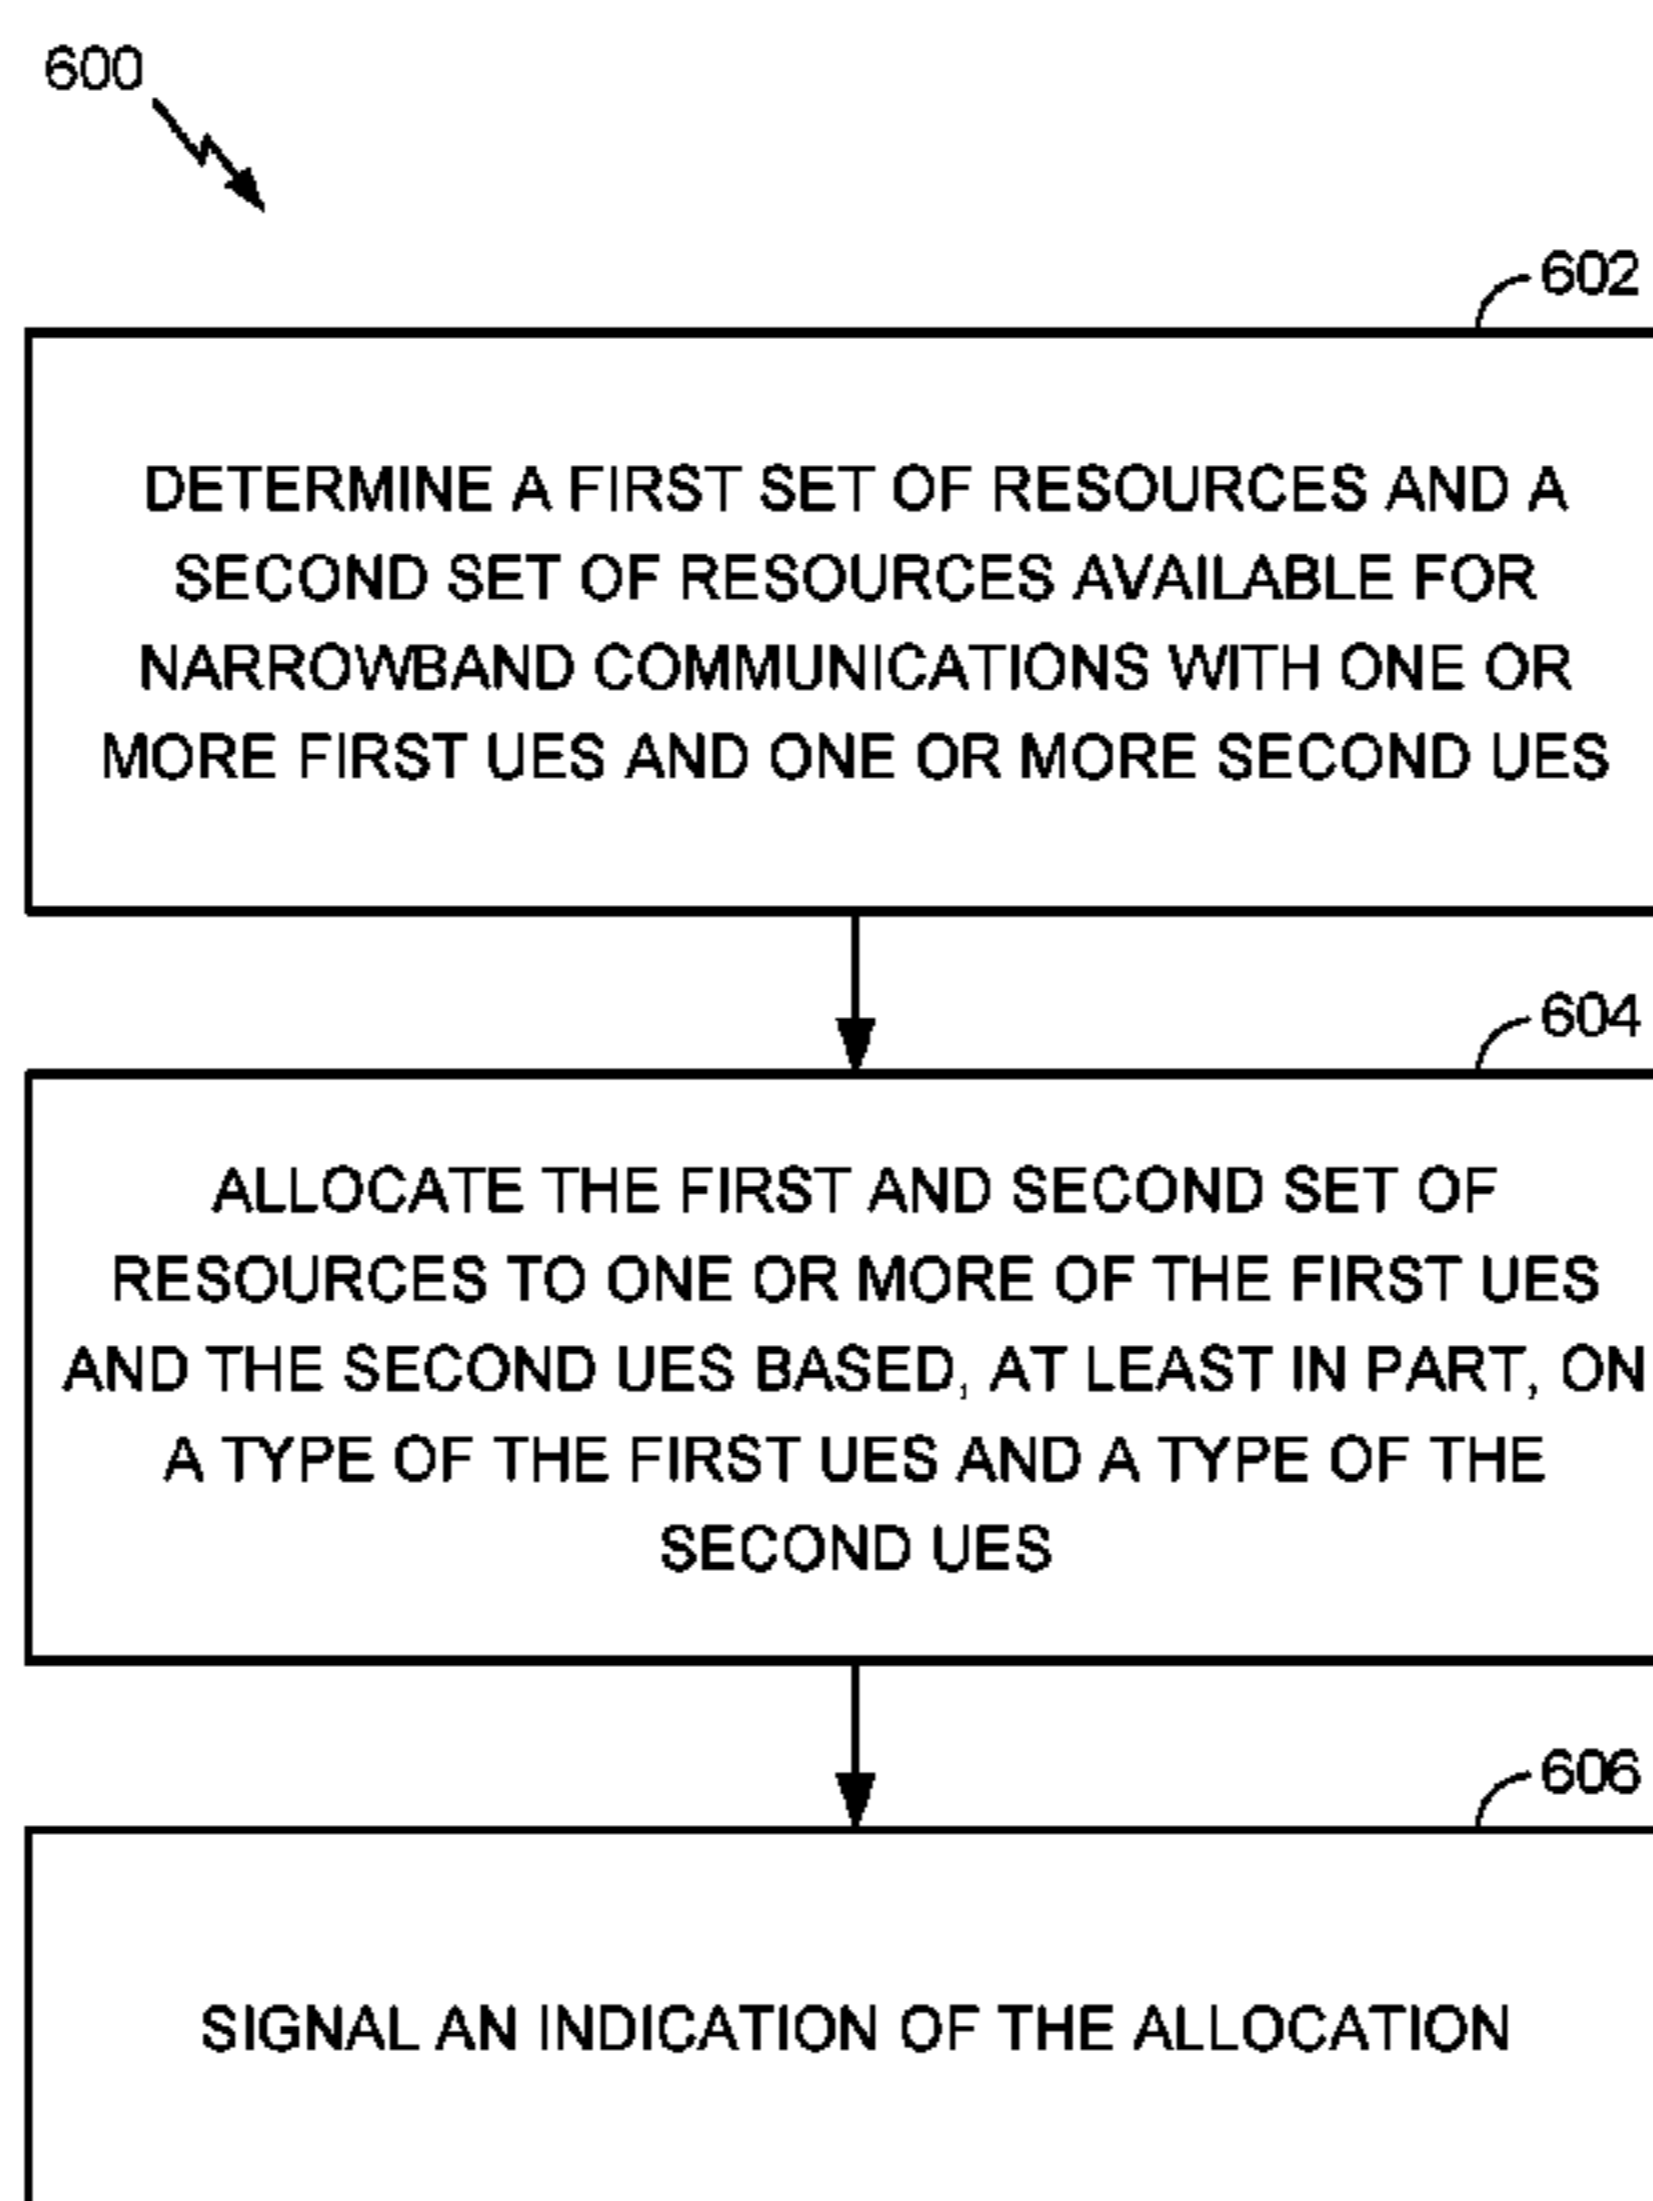 600
602
DETERMINE A FIRST SET OF RESOURCES AND A
SECOND SET OF RESOURCES AVAILABLE FOR
NARROWBAND COMMUNICATIONS WITH ONE OR
MORE FIRST UES AND ONE OR MORE SECOND UES
604
ALLOCATE THE FIRST AND SECOND SET OF
RESOURCES TO ONE OR MORE OF THE FIRST UES
AND THE SECOND UES BASED, AT LEAST IN PART, ON
A TYPE OF THE FIRST UES AND A TYPE OF THE
SECOND UES
606
SIGNAL AN INDICATION OF THE ALLOCATION